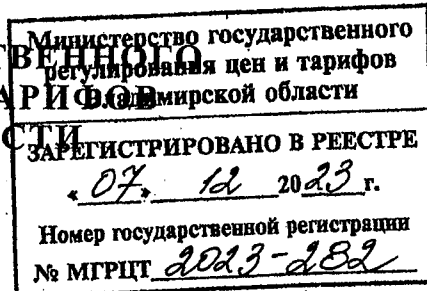 Министерство государственного
регулирования цен и тарифов
Владимирской области
ЗАРЕГИСТРИРОВАНО В РЕЕСТРЕ
«07» 12 2023 г.
Номер государственной регистрации
№ МГРЦТ 2023-282